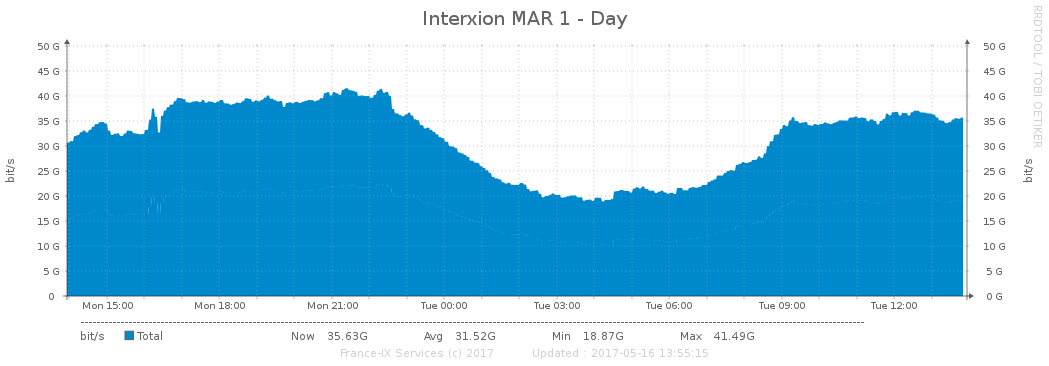 Interxion MAR 1 - Day
RRDTOOL / TOBI OETIKER
50 G 50 G
45 G 45 G
40 G 40 G
35 G 35 G
30 G 30 G
25 G 25 G
20 G 20 G
15 G 15 G
10 G 10 G
5 G 5 G
0 0 G
bit/s bit/s
Mon 15:00 Mon 18:00 Mon 21:00 Tue 00:00 Tue 03:00 Tue 06:00 Tue 09:00 Tue 12:00
bit/s Total Now 35.63G Avg 31.52G Min 18.87G Max 41.49G
France-IX Services (c) 2017 Updated : 2017-05-16 13:55:15